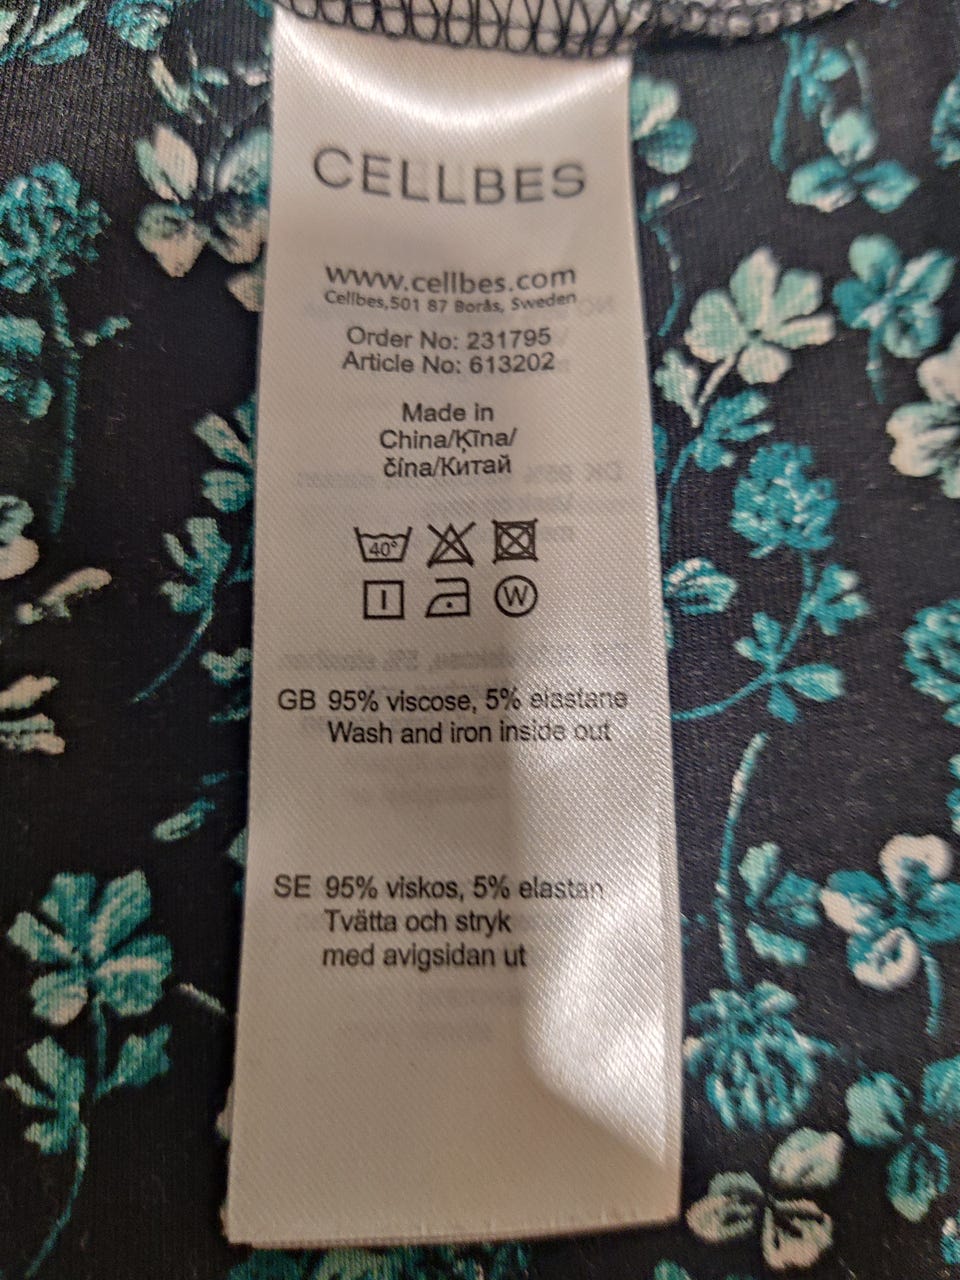 CELLBES
www.cellbes.com
Cellbes,501 87 Borås, Sweden
Order No: 231795
Article No: 613202
Made in
China/Ķīna/
čína/Китай
40°
W
GB 95% viscose, 5% elastane
Wash and iron inside out
SE 95% viskos, 5% elastan
Tvätta och stryk
med avigsidan ut